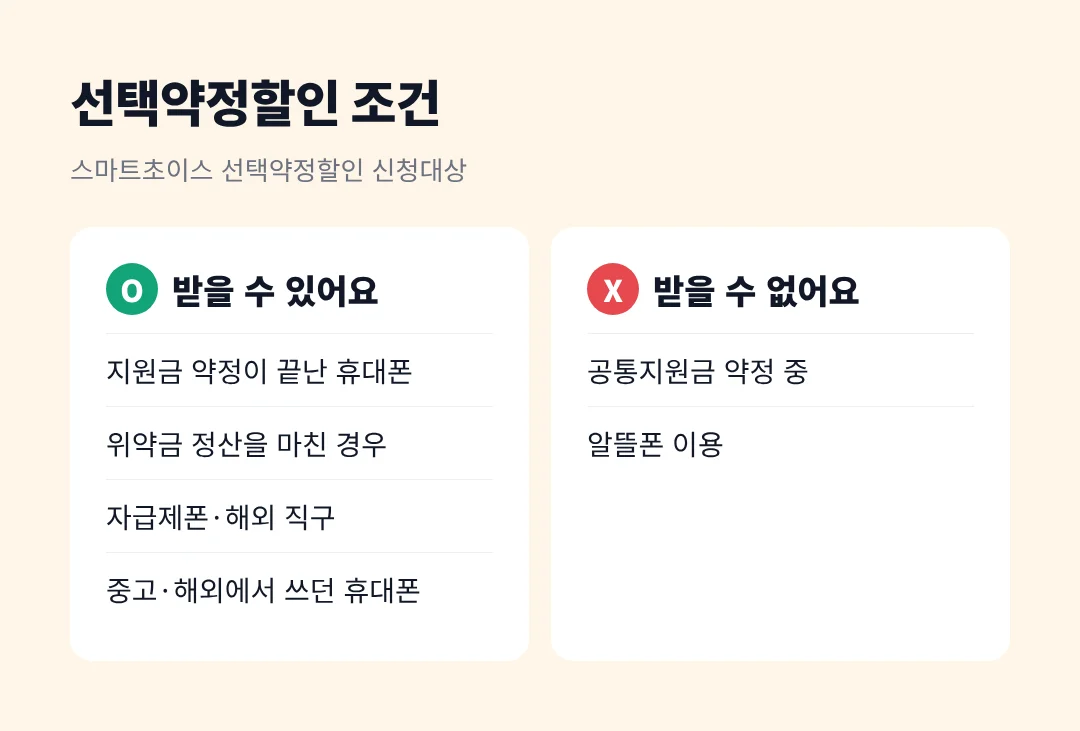 선택약정할인 조건
스마트초이스 선택약정할인 신청대상
O 받을 수 있어요
지원금 약정이 끝난 휴대폰
위약금 정산을 마친 경우
자급제폰·해외 직구
중고·해외에서 쓰던 휴대폰
X 받을 수 없어요
공통지원금 약정 중
알뜰폰 이용